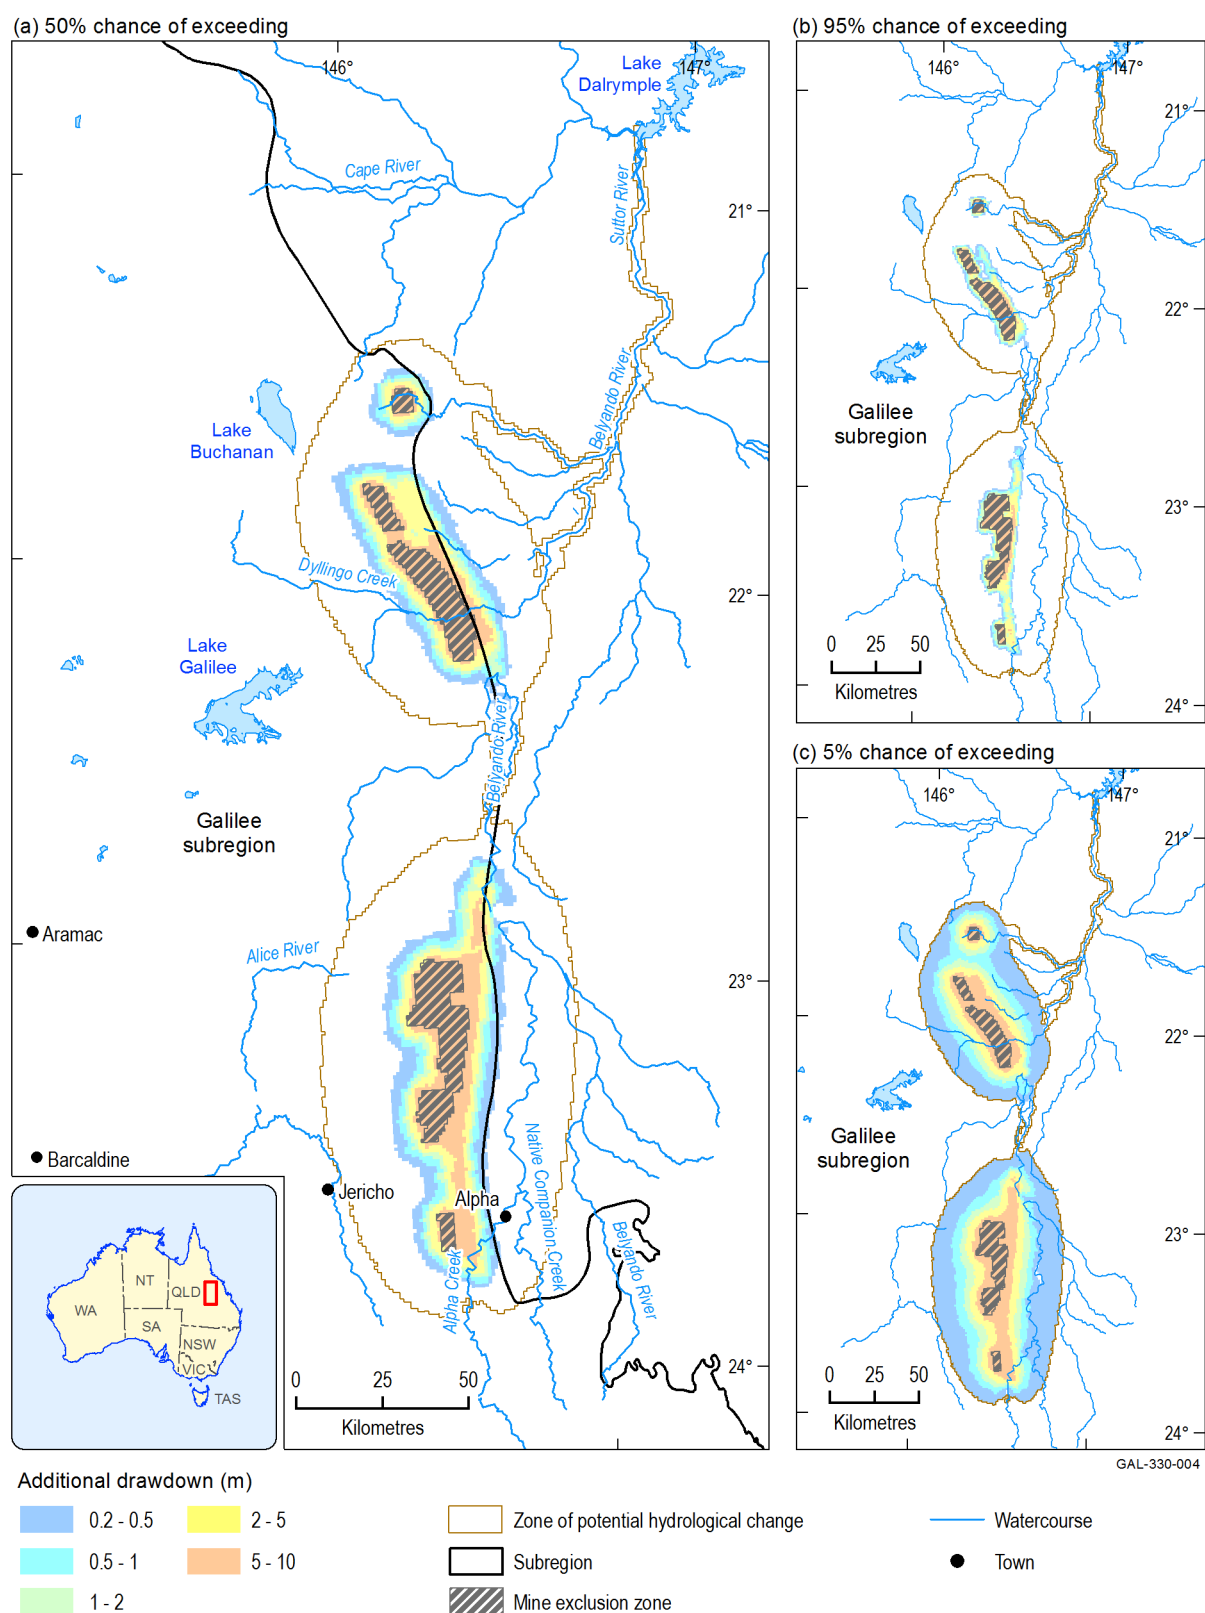 (a) 50% chance of exceeding
146°
147°
Lake
Dalrymple
Cape River
Suttor River
21°
Belyando River
Lake
Buchanan
Dyllingo Creek
22°
Lake
Galilee
Belyando River
Galilee
subregion
Aramac
Alice River
23°
Barcaldine
Jericho
Alpha
Native Companion Creek
Belyando River
Alpha Creek
24°
0 25 50
Kilometres
NT
QLD
WA
SA
NSW
VIC
TAS
(b) 95% chance of exceeding
146°
147°
21°
22°
Galilee
subregion
23°
0 25 50
Kilometres
24°
(c) 5% chance of exceeding
146°
147°
21°
22°
Galilee
subregion
23°
0 25 50
Kilometres
24°
GAL-330-004
Additional drawdown (m)
0.2 - 0.5
0.5 - 1
1 - 2
2 - 5
5 - 10
Zone of potential hydrological change
Subregion
Mine exclusion zone
Watercourse
Town